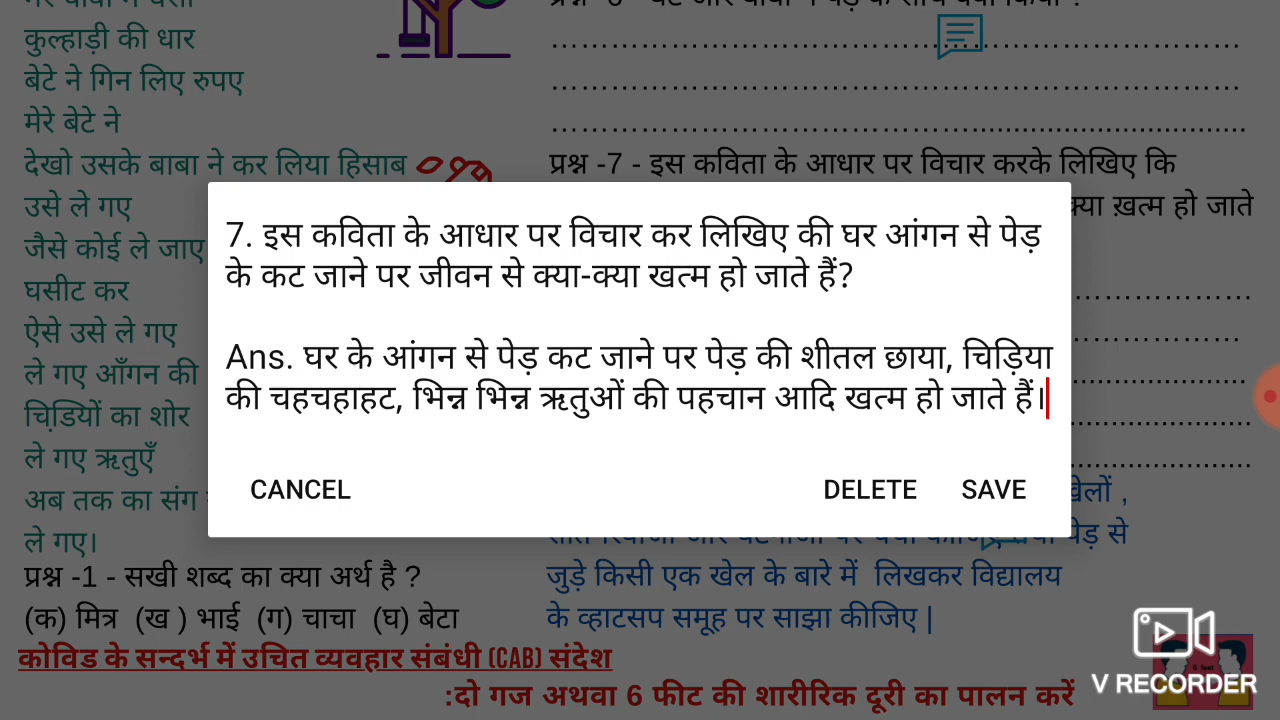 कुल्हाड़ी की धार
बेटे ने गिन लिए रुपए
मेरे बेटे ने
देखो उसके बाबा ने कर लिया हिसाब
उसे ले गए
जैसे कोई ले जाए
घसीट कर
ऐसे उसे ले गए
ले गए आँगन की
चिड़ियों का शोर
ले गए ऋतुएँ
अब तक का संग
ले गए।
प्रश्न -1 - सखी शब्द का क्या अर्थ है ?
(क) मित्र (ख ) भाई (ग) चाचा (घ) बेटा
प्रश्न -7 - इस कविता के आधार पर विचार करके लिखिए कि
क्या ख़त्म हो जाते
7. इस कविता के आधार पर विचार कर लिखिए की घर आंगन से पेड़
के कट जाने पर जीवन से क्या-क्या खत्म हो जाते हैं?
Ans. घर के आंगन से पेड़ कट जाने पर पेड़ की शीतल छाया, चिड़िया
की चहचहाहट, भिन्न भिन्न ऋतुओं की पहचान आदि खत्म हो जाते हैं।
CANCEL DELETE SAVE
पेड़ से
जुड़े किसी एक खेल के बारे में लिखकर विद्यालय
के व्हाटसप समूह पर साझा कीजिए |
कोविड के सन्दर्भ में उचित व्यवहार संबंधी (CAB) संदेश
:दो गज अथवा 6 फीट की शारीरिक दूरी का पालन करें
6 feet
V RECORDER